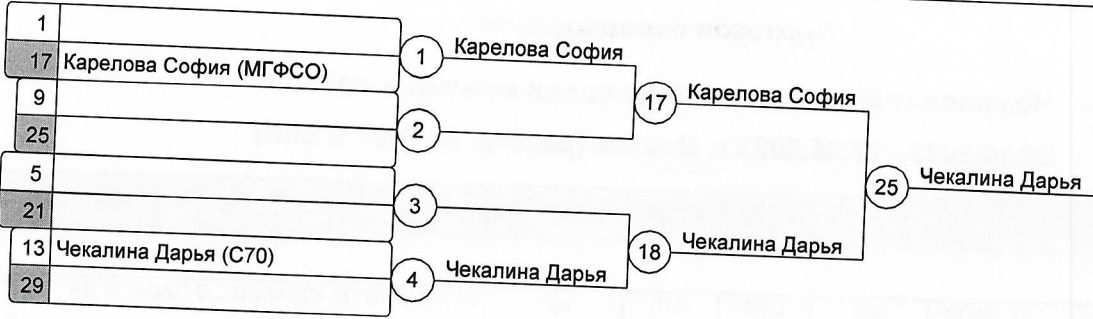 1
17 Карелова София (МГФСО)
1 Карелова София
9
25
2
17 Карелова София
5
21
3
25 Чекалина Дарья
13 Чекалина Дарья (С70)
29
4 Чекалина Дарья
18 Чекалина Дарья